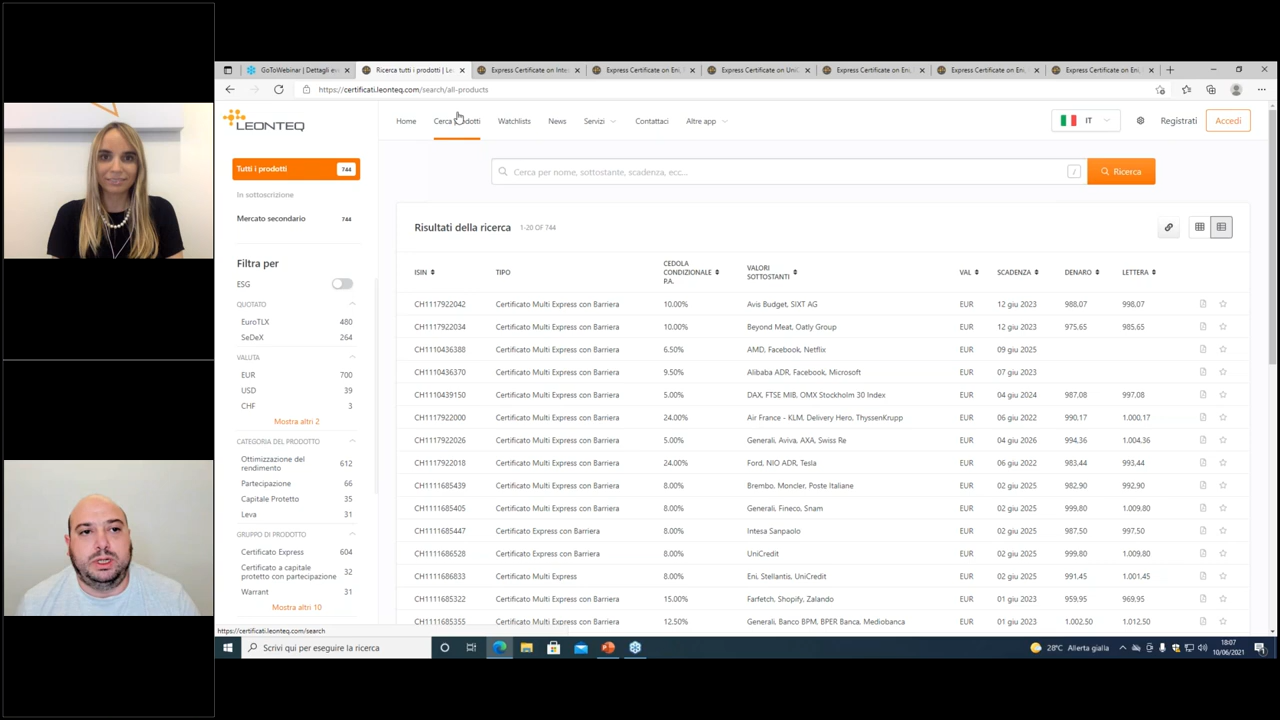 GoToWebinar | Dettagli ev
Ricerca tutti i prodotti | Le
Express Certificate on Inte
Express Certificate on Eni,
Express Certificate on UniC
Express Certificate on Eni,
Express Certificate on Eni,
Express Certificate on Eni,
https://certificati.leonteq.com/search/all-products
LEONTEQ
Home
Cerca Prodotti
Watchlists
News
Servizi
Contattaci
Altre app
IT
Registrati
Accedi
Tutti i prodotti 744
In sottoscrizione
Mercato secondario 744
Cerca per nome, sottostante, scadenza, ecc...
/
Ricerca
Filtra per
ESG
QUOTATO
EuroTLX 480
SeDeX 264
VALUTA
EUR 700
USD 39
CHF 3
Mostra altri 2
CATEGORIA DEL PRODOTTO
Ottimizzazione del
rendimento 612
Partecipazione 66
Capitale Protetto 35
Leva 31
GRUPPO DI PRODOTTO
Certificato Express 604
Certificato a capitale
protetto con partecipazione 32
Warrant 31
Mostra altri 10
Risultati della ricerca 1-20 OF 744
ISIN TIPO CEDOLA CONDIZIONALE P.A. VALORI SOTTOSTANTI VAL SCADENZA DENARO LETTERA
CH1117922042 Certificato Multi Express con Barriera 10.00% Avis Budget, SIXT AG EUR 12 giu 2023 988,07 998,07
CH1117922034 Certificato Multi Express con Barriera 10.00% Beyond Meat, Oatly Group EUR 12 giu 2023 975.65 985.65
CH1110436388 Certificato Multi Express con Barriera 6.50% AMD, Facebook, Netflix EUR 09 giu 2025
CH1110436370 Certificato Multi Express con Barriera 9.50% Alibaba ADR, Facebook, Microsoft EUR 07 giu 2023
CH1110439150 Certificato Multi Express con Barriera 5.00% DAX, FTSE MIB, OMX Stockholm 30 Index EUR 04 giu 2024 987.08 997,08
CH1117922000 Certificato Multi Express con Barriera 24.00% Air France - KLM, Delivery Hero, ThyssenKrupp EUR 06 giu 2022 990,17 1.000,17
CH1117922026 Certificato Multi Express con Barriera 5.00% Generali, Aviva, AXA, Swiss Re EUR 04 giu 2026 994,36 1.004.36
CH1117922018 Certificato Multi Express con Barriera 24.00% Ford, NIO ADR, Tesla EUR 06 giu 2022 983,44 993,44
CH1111685439 Certificato Multi Express con Barriera 8.00% Brembo, Moncler, Poste Italiane EUR 02 giu 2025 982.90 992.90
CH1111685405 Certificato Multi Express con Barriera 8.00% Generali, Fineco, Snam EUR 02 giu 2025 999.80 1.009.80
CH1111685447 Certificato Express con Barriera 8.00% Intesa Sanpaolo EUR 02 giu 2025 987.50 997,50
CH1111686528 Certificato Express con Barriera 8.00% UniCredit EUR 02 giu 2025 999.80 1.009.80
CH1111686833 Certificato Multi Express 8.00% Eni, Stellantis, UniCredit EUR 02 giu 2025 991.45 1.001.45
CH1111685322 Certificato Multi Express con Barriera 15.00% Farfetch, Shopify, Zalando EUR 01 giu 2023 959.95 969.95
CH1111685355 Certificato Multi Express con Barriera 12.50% Generali, Banco BPM, BPER Banca, Mediobanca EUR 01 giu 2023 1.002.50 1.012.50
https://certificati.leonteq.com/search
Scrivi qui per eseguire la ricerca
28°C Allerta gialla
18:07
10/06/2021